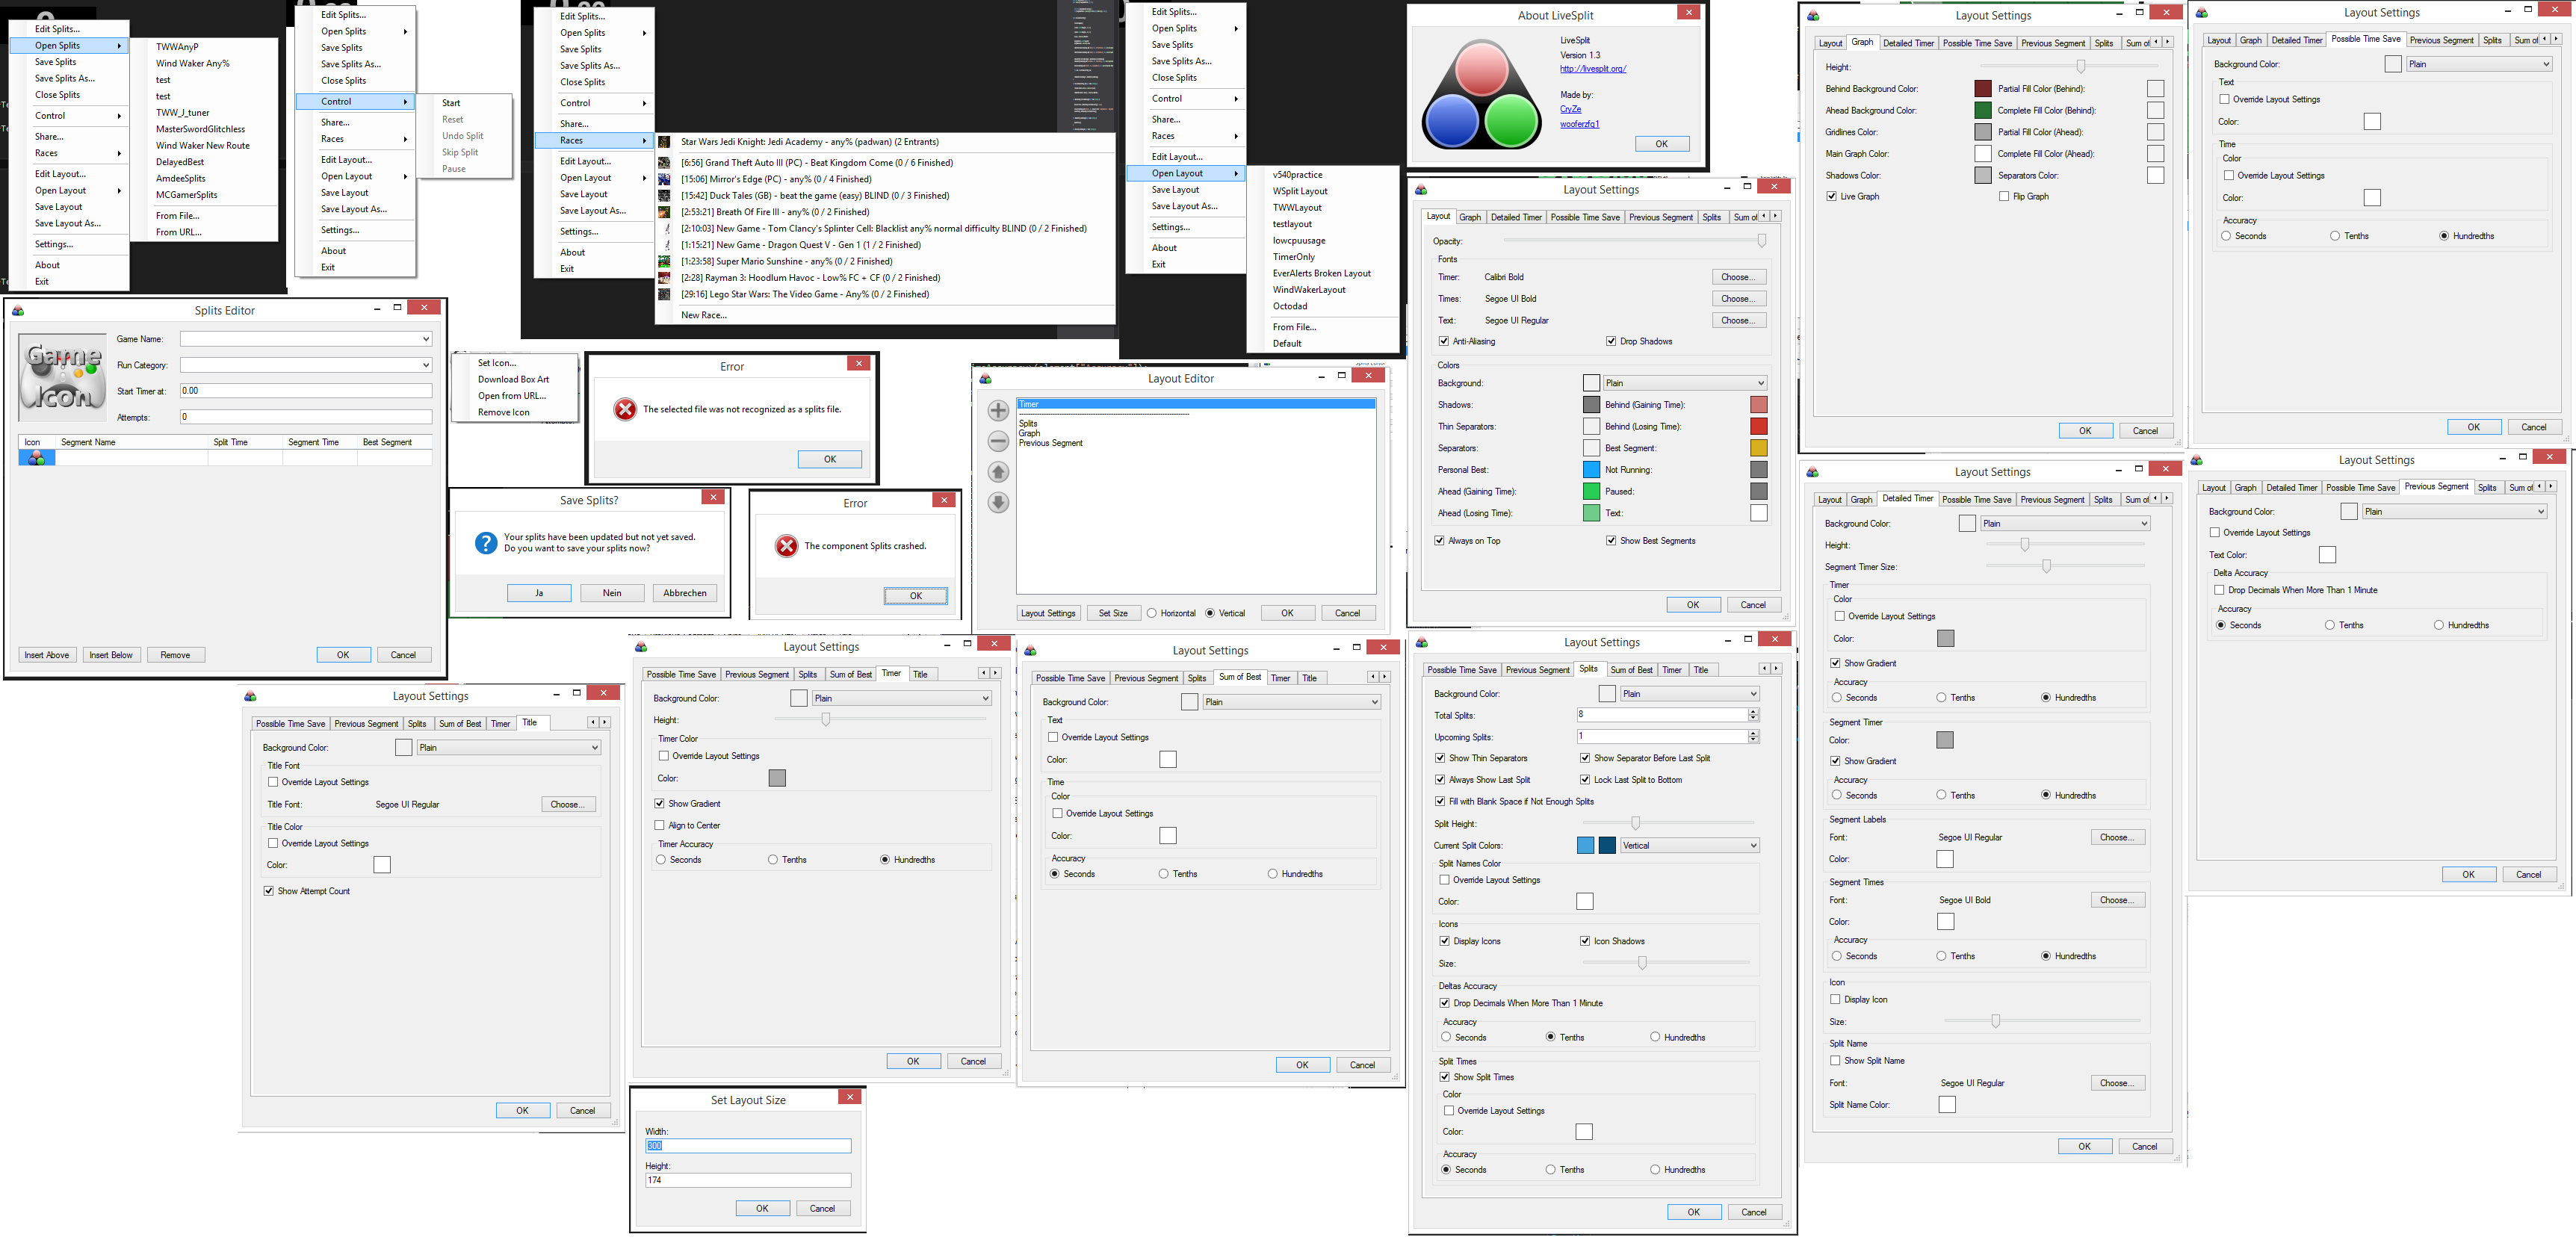 Edit Splits...
Open Splits
Save Splits
Save Splits As...
Close Splits
Control
Share...
Races
Edit Layout...
Open Layout
Save Layout
Save Layout As...
Settings...
About
Exit
TWWAnyP
Wind Waker Any%
test
test
TWW_J_tuner
MasterSwordGlitchless
Wind Waker New Route
DelayedBest
AmdeeSplits
MCGamerSplits
From File...
From URL...
Edit Splits...
Open Splits
Save Splits
Save Splits As...
Close Splits
Control
Share...
Races
Edit Layout...
Open Layout
Save Layout
Save Layout As...
Settings...
About
Exit
Start
Reset
Undo Split
Skip Split
Pause
Edit Splits...
Open Splits
Save Splits
Save Splits As...
Close Splits
Control
Share...
Races
Edit Layout...
Open Layout
Save Layout
Save Layout As...
Settings...
About
Exit
Star Wars Jedi Knight: Jedi Academy - any% (padwan) (2 Entrants)
[6:56] Grand Theft Auto III (PC) - Beat Kingdom Come (0 / 6 Finished)
[15:06] Mirror's Edge (PC) - any% (0 / 4 Finished)
[15:42] Duck Tales (GB) - beat the game (easy) BLIND (0 / 3 Finished)
[2:53:21] Breath Of Fire III - any% (0 / 2 Finished)
[2:10:03] New Game - Tom Clancy's Splinter Cell: Blacklist any% normal difficulty BLIND (0 / 2 Finished)
[1:15:21] New Game - Dragon Quest V - Gen 1 (1 / 2 Finished)
[1:23:58] Super Mario Sunshine - any% (0 / 2 Finished)
[2:28] Rayman 3: Hoodlum Havoc - Low% FC + CF (0 / 2 Finished)
[29:16] Lego Star Wars: The Video Game - Any% (0 / 2 Finished)
New Race...
Edit Splits...
Open Splits
Save Splits
Save Splits As...
Close Splits
Control
Share...
Races
Edit Layout...
Open Layout
Save Layout
Save Layout As...
Settings...
About
Exit
v540practice
WSplit Layout
TWWLayout
testlayout
lowcpuusage
TimerOnly
EverAlerts Broken Layout
WindWakerLayout
Octodad
From File...
Default
About LiveSplit
LiveSplit
Version 1.3
http://livesplit.org/
Made by:
CryZe
wooferzfg1
OK
Layout Settings
Layout Graph Detailed Timer Possible Time Save Previous Segment Splits Sum of
Height:
Behind Background Color: Partial Fill Color (Behind):
Ahead Background Color: Complete Fill Color (Behind):
Gridlines Color: Partial Fill Color (Ahead):
Main Graph Color: Complete Fill Color (Ahead):
Shadows Color: Separators Color:
Live Graph Flip Graph
OK Cancel
Layout Settings
Layout Graph Detailed Timer Possible Time Save Previous Segment Splits Sum of
Background Color: Plain
Text
Override Layout Settings
Color:
Time
Color
Override Layout Settings
Color:
Accuracy
Seconds Tenths Hundredths
OK Cancel
Splits Editor
Game Icon
Game Name:
Run Category:
Start Timer at: 0.00
Attempts: 0
Icon Segment Name Split Time Segment Time Best Segment
Insert Above Insert Below Remove OK Cancel
Set Icon...
Download Box Art
Open from URL...
Remove Icon
Error
The selected file was not recognized as a splits file.
OK
Save Splits?
Your splits have been updated but not yet saved.
Do you want to save your splits now?
Ja Nein Abbrechen
Error
The component Splits crashed.
OK
Layout Editor
Timer
Splits
Graph
Previous Segment
Layout Settings Set Size Horizontal Vertical OK Cancel
Layout Settings
Layout Graph Detailed Timer Possible Time Save Previous Segment Splits Sum of
Opacity:
Fonts
Timer: Calibri Bold Choose...
Times: Segoe UI Bold Choose...
Text: Segoe UI Regular Choose...
Anti-Aliasing Drop Shadows
Colors
Background: Plain
Shadows: Behind (Gaining Time):
Thin Separators: Behind (Losing Time):
Separators: Best Segment:
Personal Best: Not Running:
Ahead (Gaining Time): Paused:
Ahead (Losing Time): Text:
Always on Top Show Best Segments
OK Cancel
Layout Settings
Layout Graph Detailed Timer Possible Time Save Previous Segment Splits Sum of
Background Color: Plain
Height:
Segment Timer Size:
Timer
Color
Override Layout Settings
Color:
Show Gradient
Accuracy
Seconds Tenths Hundredths
Segment Timer
Color:
Show Gradient
Accuracy
Seconds Tenths Hundredths
Segment Labels
Font: Segoe UI Regular Choose...
Color:
Segment Times
Font: Segoe UI Bold Choose...
Color:
Accuracy
Seconds Tenths Hundredths
Icon
Display Icon
Size:
Split Name
Show Split Name
Font: Segoe UI Regular Choose...
Split Name Color:
OK Cancel
Layout Settings
Layout Graph Detailed Timer Possible Time Save Previous Segment Splits Sum of
Background Color: Plain
Override Layout Settings
Text Color:
Delta Accuracy
Drop Decimals When More Than 1 Minute
Accuracy
Seconds Tenths Hundredths
OK Cancel
Layout Settings
Possible Time Save Previous Segment Splits Sum of Best Timer Title
Background Color: Plain
Title Font
Override Layout Settings
Title Font: Segoe UI Regular Choose...
Title Color
Override Layout Settings
Color:
Show Attempt Count
OK Cancel
Layout Settings
Possible Time Save Previous Segment Splits Sum of Best Timer Title
Background Color: Plain
Height:
Timer Color
Override Layout Settings
Color:
Show Gradient
Align to Center
Timer Accuracy
Seconds Tenths Hundredths
OK Cancel
Layout Settings
Possible Time Save Previous Segment Splits Sum of Best Timer Title
Background Color: Plain
Text
Override Layout Settings
Color:
Time
Color
Override Layout Settings
Color:
Accuracy
Seconds Tenths Hundredths
OK Cancel
Layout Settings
Possible Time Save Previous Segment Splits Sum of Best Timer Title
Background Color: Plain
Total Splits: 8
Upcoming Splits: 1
Show Thin Separators Show Separator Before Last Split
Always Show Last Split Lock Last Split to Bottom
Fill with Blank Space if Not Enough Splits
Split Height:
Current Split Colors: Vertical
Split Names Color
Override Layout Settings
Color:
Icons
Display Icons Icon Shadows
Size:
Deltas Accuracy
Drop Decimals When More Than 1 Minute
Accuracy
Seconds Tenths Hundredths
Split Times
Show Split Times
Color
Override Layout Settings
Color:
Accuracy
Seconds Tenths Hundredths
OK Cancel
Set Layout Size
Width:
300
Height:
174
OK Cancel